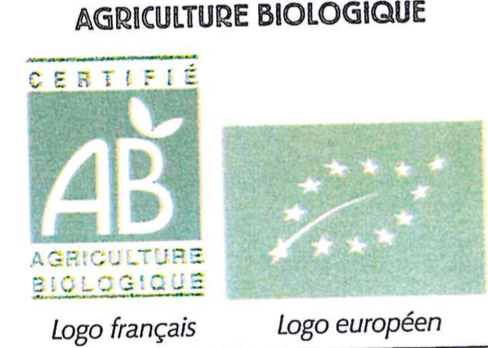 AGRICULTURE BIOLOGIQUE
CERTIFIÉ
AB
AGRICULTURE
BIOLOGIQUE
Logo français
Logo européen